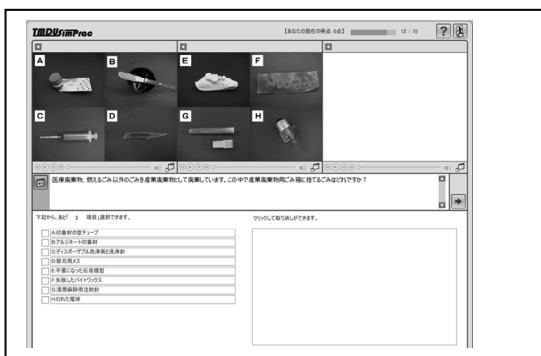 TMDUSimPrac
【あなたの現在の得点 0点】
12 / 15
?
A
B
E
F
C
D
G
H
医療廃棄物，燃えるごみ以外のごみを産業廃棄物として廃棄しています。この中で産業廃棄物用ごみ箱に捨てるごみはどれですか？
下記から、あと「 3 項目」選択できます。
クリックして取り消しができます。
A:印象材の空チューブ
B:アルジネート印象材
C:ディスポーザブル洗浄筒と洗浄針
D:替刃用メス
E:不要になった石膏模型
F:失敗したバイトワックス
G:浸潤麻酔用注射針
H:われた電球